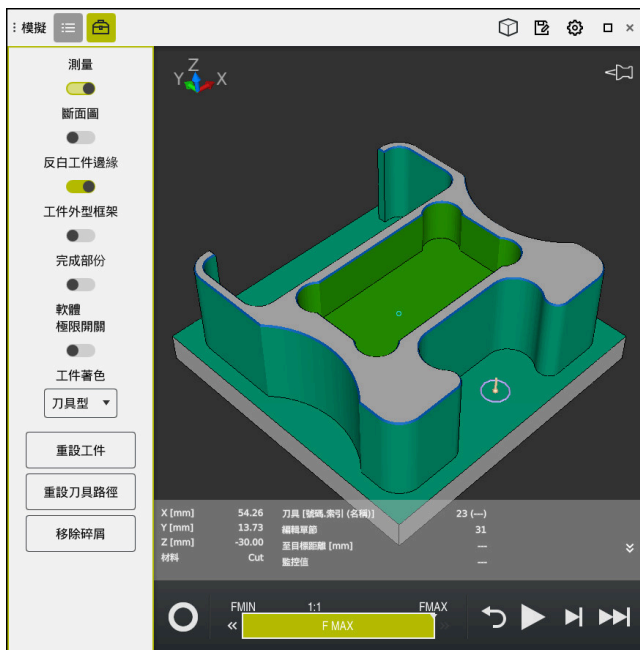 模擬
測量
斷面圖
反白工件邊緣
工件外型框架
完成部份
軟體
極限開關
工件著色
刀具型
重設工件
重設刀具路徑
移除碎屑
Z
Y X
X [mm] 54.26 刀具 [號碼.索引 (名稱)] 23 (---)
Y [mm] 13.73 編輯單節 31
Z [mm] -30.00 至目標距離 [mm] ---
材料 Cut 監控值 ---
FMIN 1:1 FMAX
F MAX